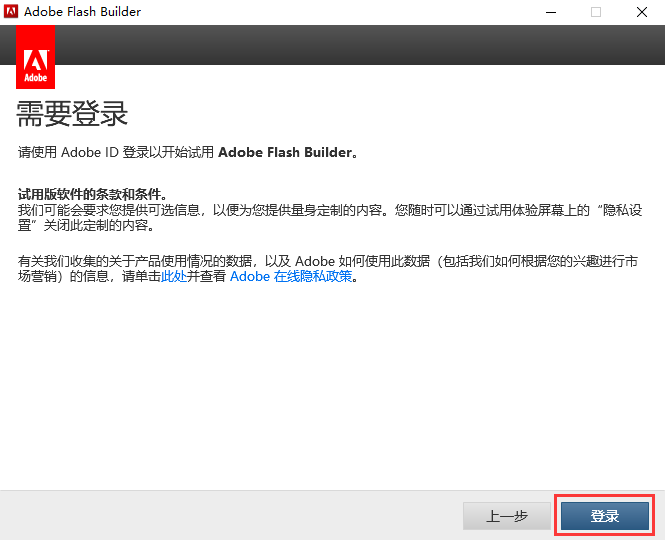 Adobe Flash Builder
Adobe
需要登录
请使用 Adobe ID 登录以开始试用 Adobe Flash Builder。
试用版软件的条款和条件。
我们可能会要求您提供可选信息，以便为您提供量身定制的内容。您随时可以通过试用体验屏幕上的“隐私设
置”关闭此定制的内容。
有关我们收集的关于产品使用情况的数据，以及 Adobe 如何使用此数据（包括我们如何根据您的兴趣进行市
场营销）的信息，请单击此处并查看 Adobe 在线隐私政策。
上一步
登录